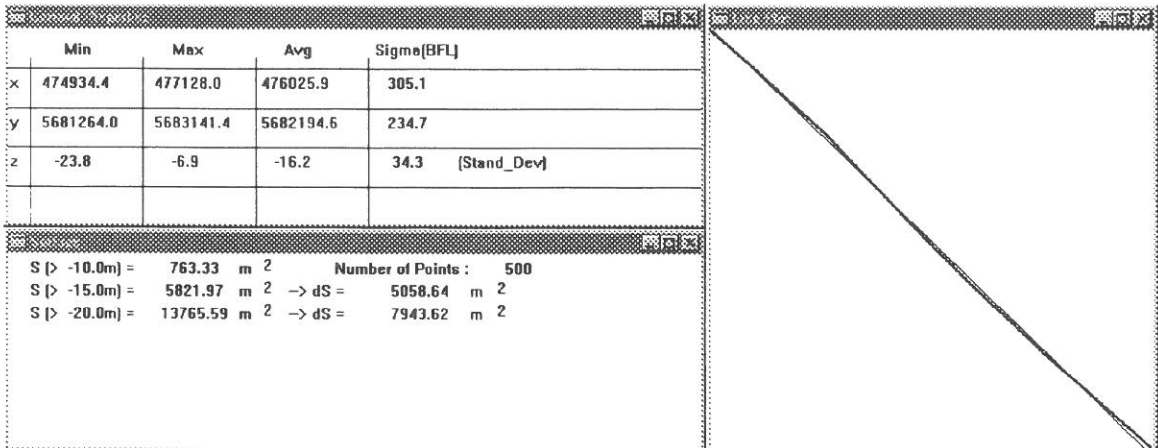 Min Max Avg Sigma(BFL)
x 474934.4 477128.0 476025.9 305.1
y 5681264.0 5683141.4 5682194.6 234.7
z -23.8 -6.9 -16.2 34.3 (Stand_Dev)
S (> -10.0m) = 763.33 m 2 Number of Points : 500
S (> -15.0m) = 5821.97 m 2 –> dS = 5058.64 m 2
S (> -20.0m) = 13765.59 m 2 –> dS = 7943.62 m 2